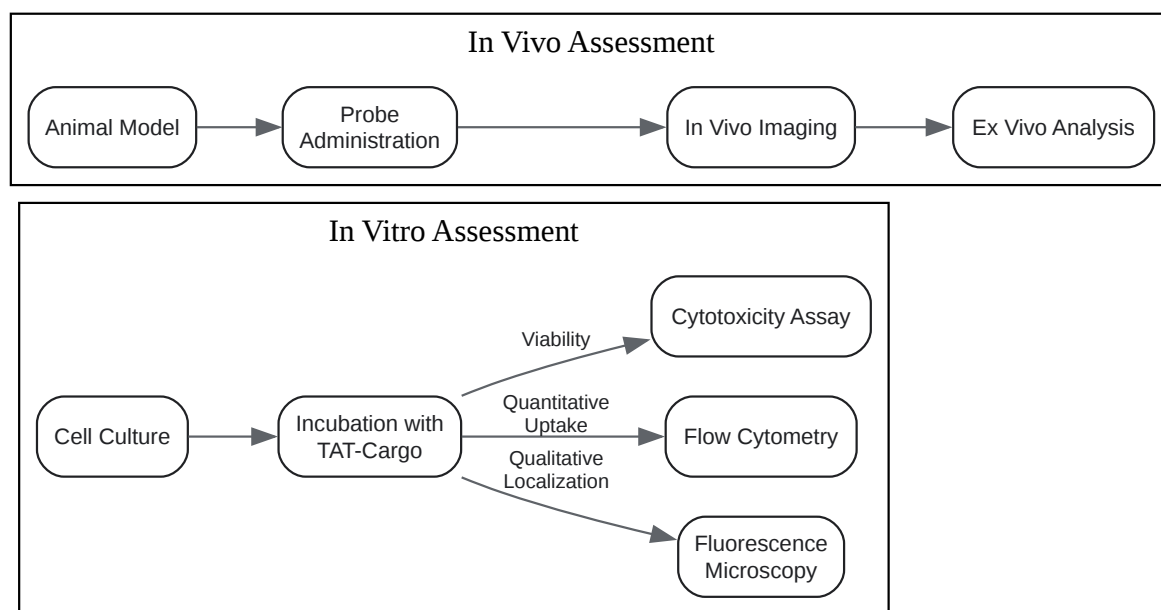 In Vivo Assessment
Animal Model
Probe
Administration
In Vivo Imaging
Ex Vivo Analysis
In Vitro Assessment
Cell Culture
Incubation with
TAT-Cargo
Viability
Quantitative
Uptake
Qualitative
Localization
Cytotoxicity Assay
Flow Cytometry
Fluorescence
Microscopy